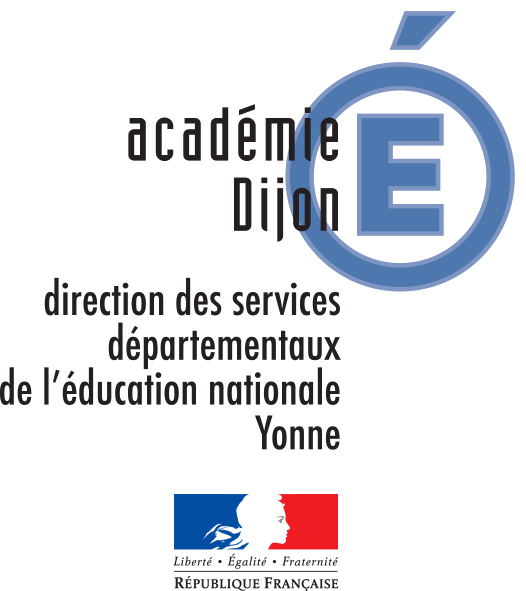 académie
Dijon
É
direction des services
départementaux
de l'éducation nationale
Yonne
Liberté • Égalité • Fraternité
RÉPUBLIQUE FRANÇAISE